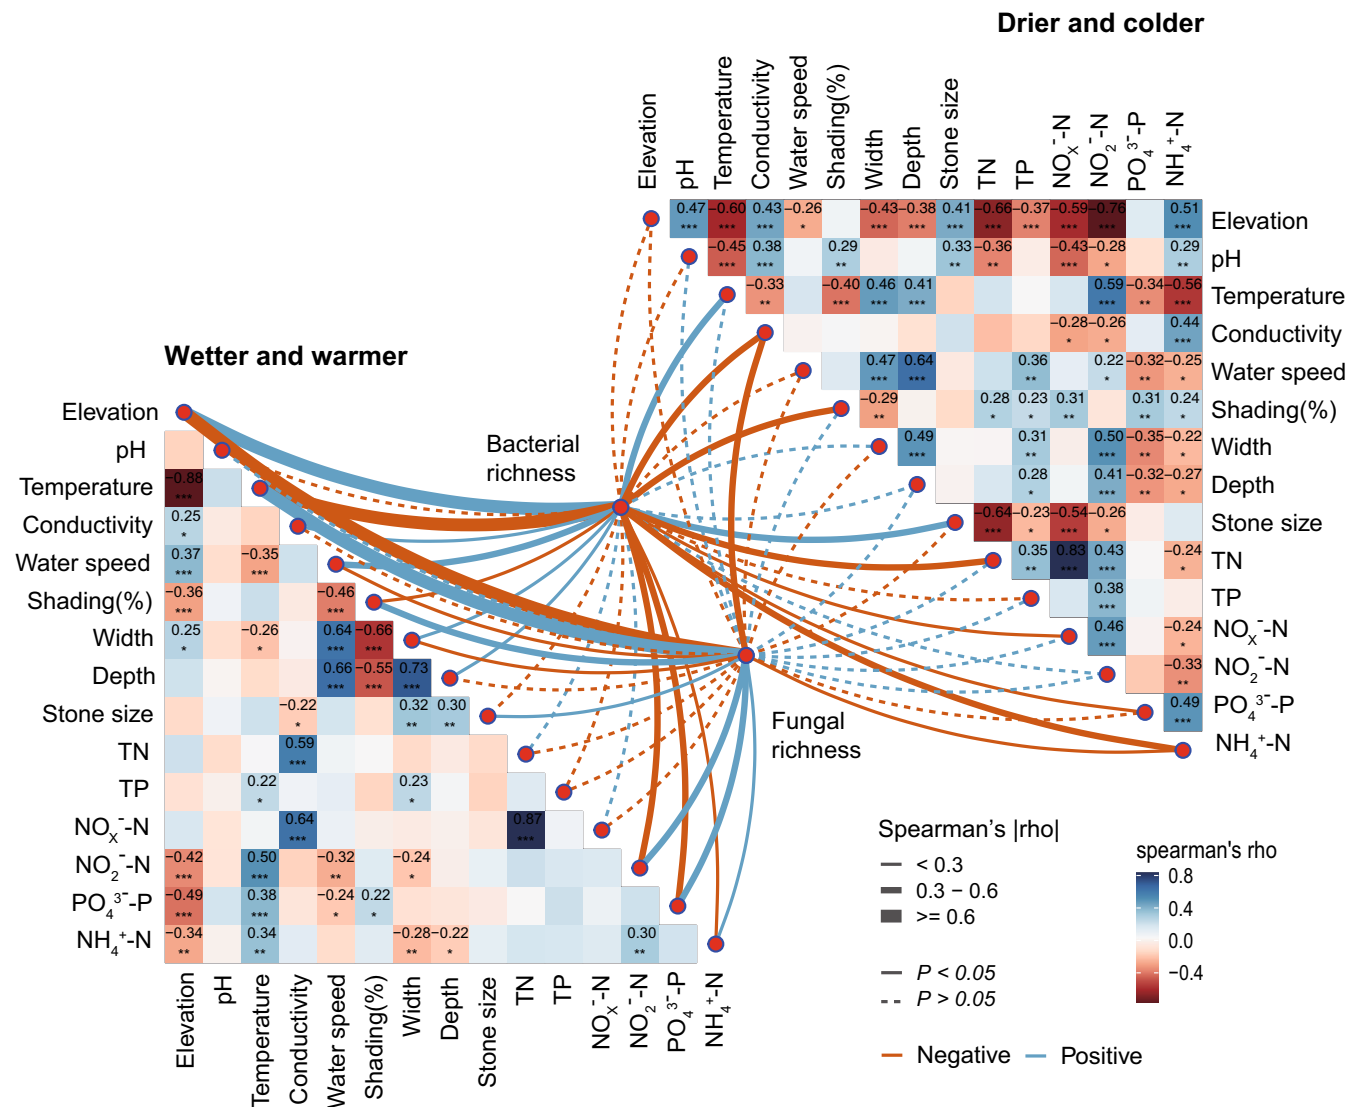 Drier and colder
Elevation
pH
Temperature
Conductivity
Water speed
Shading(%)
Width
Depth
Stone size
TN
TP
NOₓ⁻-N
NO₂⁻-N
PO₄³⁻-P
NH₄⁺-N
0.47 −0.60 0.43 −0.26 −0.43 −0.38 0.41 −0.66 −0.37 −0.59 −0.76 0.51
*** *** *** * *** *** *** *** *** *** *** ***
Elevation
−0.45 0.38 0.29 0.33 −0.36 −0.43 −0.28 0.29
*** *** ** ** ** *** * **
pH
−0.33 −0.40 0.46 0.41 0.59 −0.34 −0.56
** *** *** *** *** ** ***
Temperature
−0.28 −0.26 0.44
* * ***
Conductivity
0.47 0.64 0.36 0.22 −0.32 −0.25
*** *** ** * ** *
Water speed
−0.29 0.28 0.23 0.31 0.31 0.24
** * * ** ** *
Shading(%)
0.49 0.31 0.50 −0.35 −0.22
*** ** *** ** *
Width
0.28 0.41 −0.32 −0.27
* *** ** *
Depth
−0.64 −0.23 −0.54 −0.26
*** * *** *
Stone size
0.35 0.83 0.43 −0.24
** *** *** *
TN
0.38
***
TP
0.46 −0.24
*** *
NOₓ⁻-N
−0.33
**
NO₂⁻-N
0.49
***
PO₄³⁻-P
NH₄⁺-N
Bacterial
richness
Fungal
richness
Wetter and warmer
Elevation
pH
Temperature
−0.88
***
Conductivity
0.25
*
Water speed
0.37 −0.35
*** ***
Shading(%)
−0.36 −0.46
*** ***
Width
0.25 −0.26 0.64 −0.66
* * *** ***
Depth
0.66 −0.55 0.73
*** *** ***
Stone size
−0.22 0.32 0.30
* ** **
TN
0.59
***
TP
0.22 0.23
* *
NOₓ⁻-N
0.64 0.87
*** ***
NO₂⁻-N
−0.42 0.50 −0.32 −0.24
*** *** ** *
PO₄³⁻-P
−0.49 0.38 −0.24 0.22
*** *** * *
NH₄⁺-N
−0.34 0.34 −0.28 −0.22 0.30
** ** ** * **
Elevation
pH
Temperature
Conductivity
Water speed
Shading(%)
Width
Depth
Stone size
TN
TP
NOₓ⁻-N
NO₂⁻-N
PO₄³⁻-P
NH₄⁺-N
Spearman's |rho|
< 0.3
0.3 − 0.6
>= 0.6
P < 0.05
P > 0.05
Negative
Positive
spearman's rho
0.8
0.4
0.0
−0.4